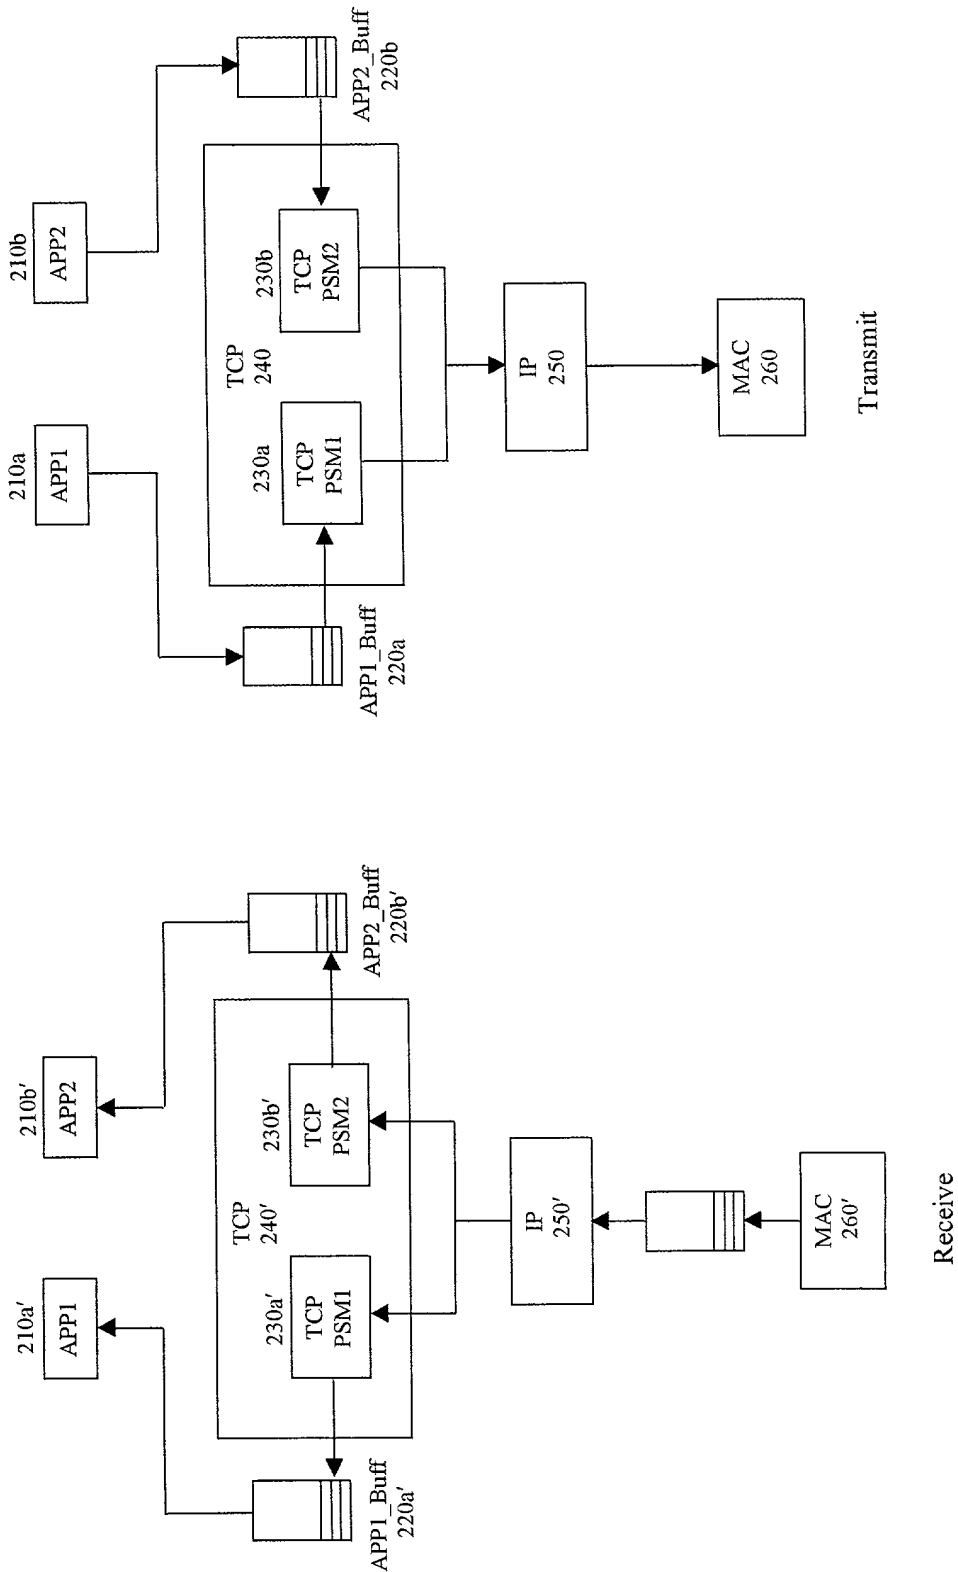 210a'
APP1
210b'
APP2
TCP
240'
230a'
TCP
PSM1
230b'
TCP
PSM2
APP1_Buff
220a'
APP2_Buff
220b'
IP
250'
MAC
260'
Receive
210a
APP1
210b
APP2
TCP
240
230a
TCP
PSM1
230b
TCP
PSM2
APP1_Buff
220a
APP2_Buff
220b
IP
250
MAC
260
Transmit